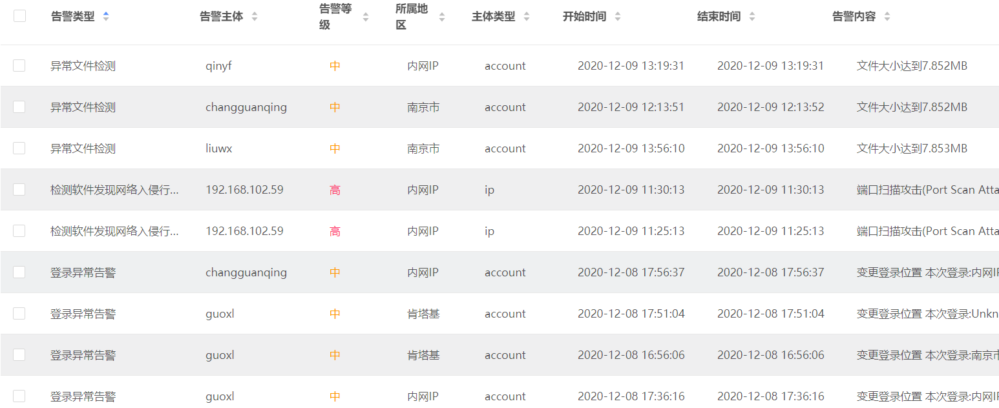 告警类型 告警主体 告警等级 所属地区 主体类型 开始时间 结束时间 告警内容
异常文件检测 qinyf 中 内网IP account 2020-12-09 13:19:31 2020-12-09 13:19:31 文件大小达到7.852MB
异常文件检测 changguanqing 中 南京市 account 2020-12-09 12:13:51 2020-12-09 12:13:52 文件大小达到7.852MB
异常文件检测 liuwx 中 南京市 account 2020-12-09 13:56:10 2020-12-09 13:56:10 文件大小达到7.853MB
检测软件发现网络入侵行... 192.168.102.59 高 内网IP ip 2020-12-09 11:30:13 2020-12-09 11:30:13 端口扫描攻击(Port Scan Atta
检测软件发现网络入侵行... 192.168.102.59 高 内网IP ip 2020-12-09 11:25:13 2020-12-09 11:25:13 端口扫描攻击(Port Scan Atta
登录异常告警 changguanqing 中 内网IP account 2020-12-08 17:56:37 2020-12-08 17:56:37 变更登录位置 本次登录:内网IP
登录异常告警 guoxl 中 肯塔基 account 2020-12-08 17:51:04 2020-12-08 17:51:04 变更登录位置 本次登录:Unkn
登录异常告警 guoxl 中 肯塔基 account 2020-12-08 16:56:06 2020-12-08 16:56:06 变更登录位置 本次登录:南京市
登录异常告警 guoxl 中 内网IP account 2020-12-08 17:36:16 2020-12-08 17:36:16 变更登录位置 本次登录:内网IP